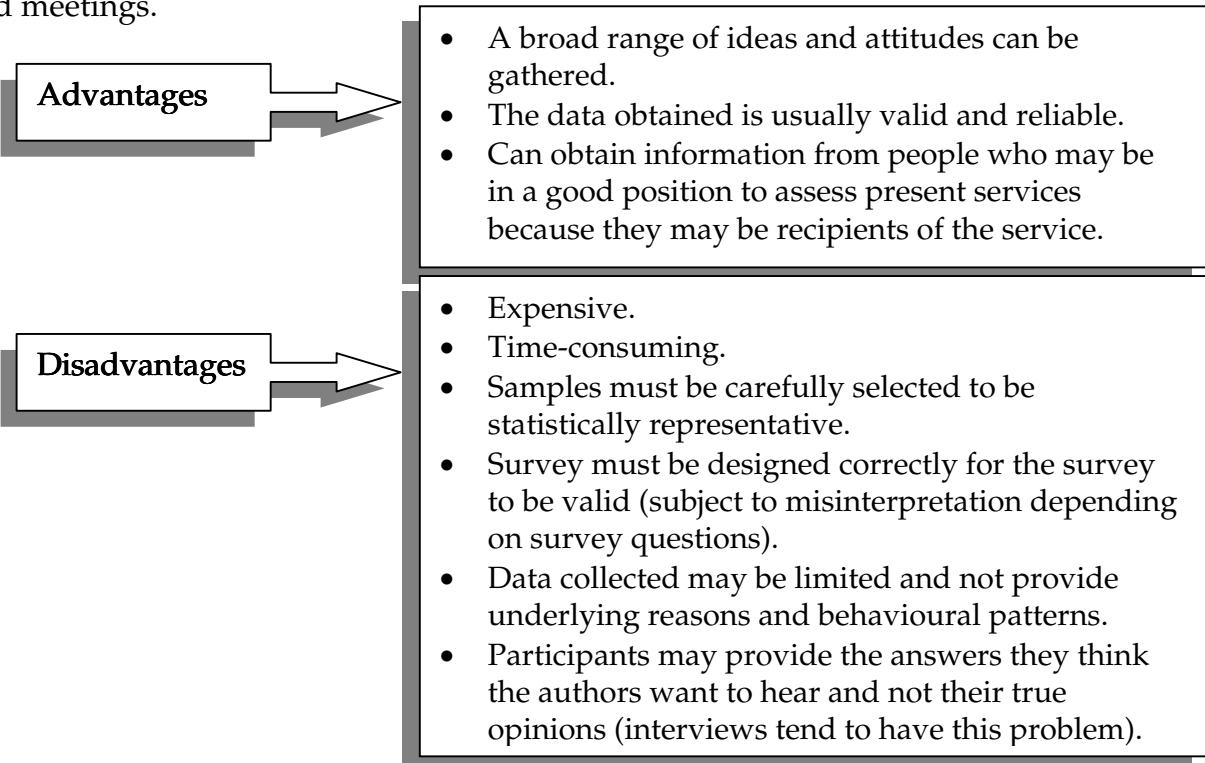 d meetings.
Advantages
• A broad range of ideas and attitudes can be
gathered.
• The data obtained is usually valid and reliable.
• Can obtain information from people who may be
in a good position to assess present services
because they may be recipients of the service.
Disadvantages
• Expensive.
• Time-consuming.
• Samples must be carefully selected to be
statistically representative.
• Survey must be designed correctly for the survey
to be valid (subject to misinterpretation depending
on survey questions).
• Data collected may be limited and not provide
underlying reasons and behavioural patterns.
• Participants may provide the answers they think
the authors want to hear and not their true
opinions (interviews tend to have this problem).